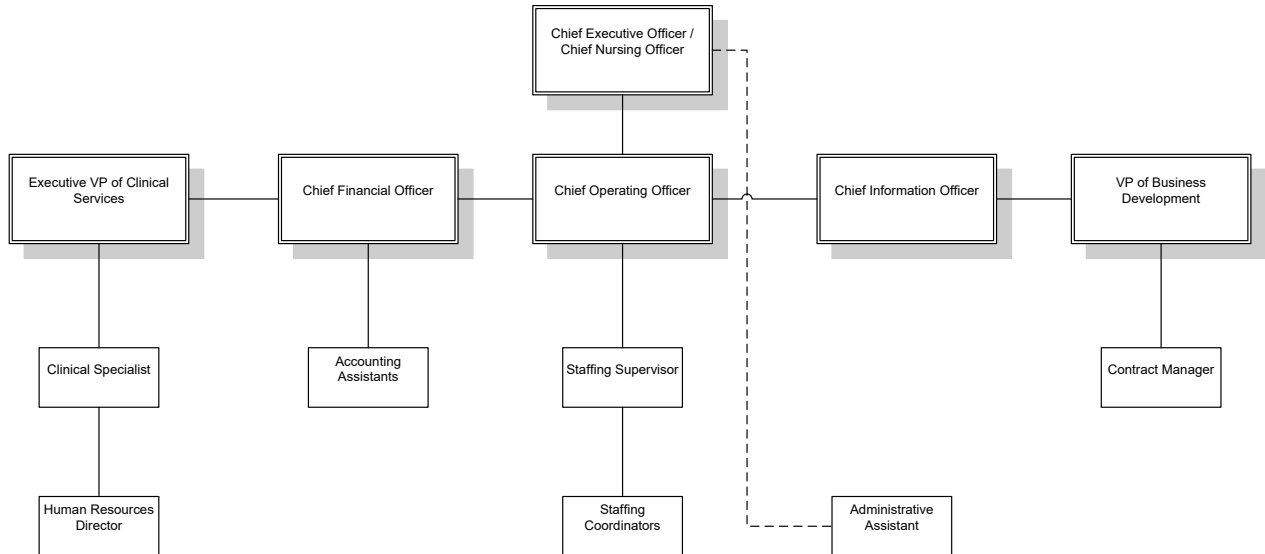 Chief Executive Officer /
Chief Nursing Officer
Executive VP of Clinical
Services
Chief Financial Officer
Chief Operating Officer
Chief Information Officer
VP of Business
Development
Clinical Specialist
Accounting
Assistants
Staffing Supervisor
Contract Manager
Human Resources
Director
Staffing
Coordinators
Administrative
Assistant